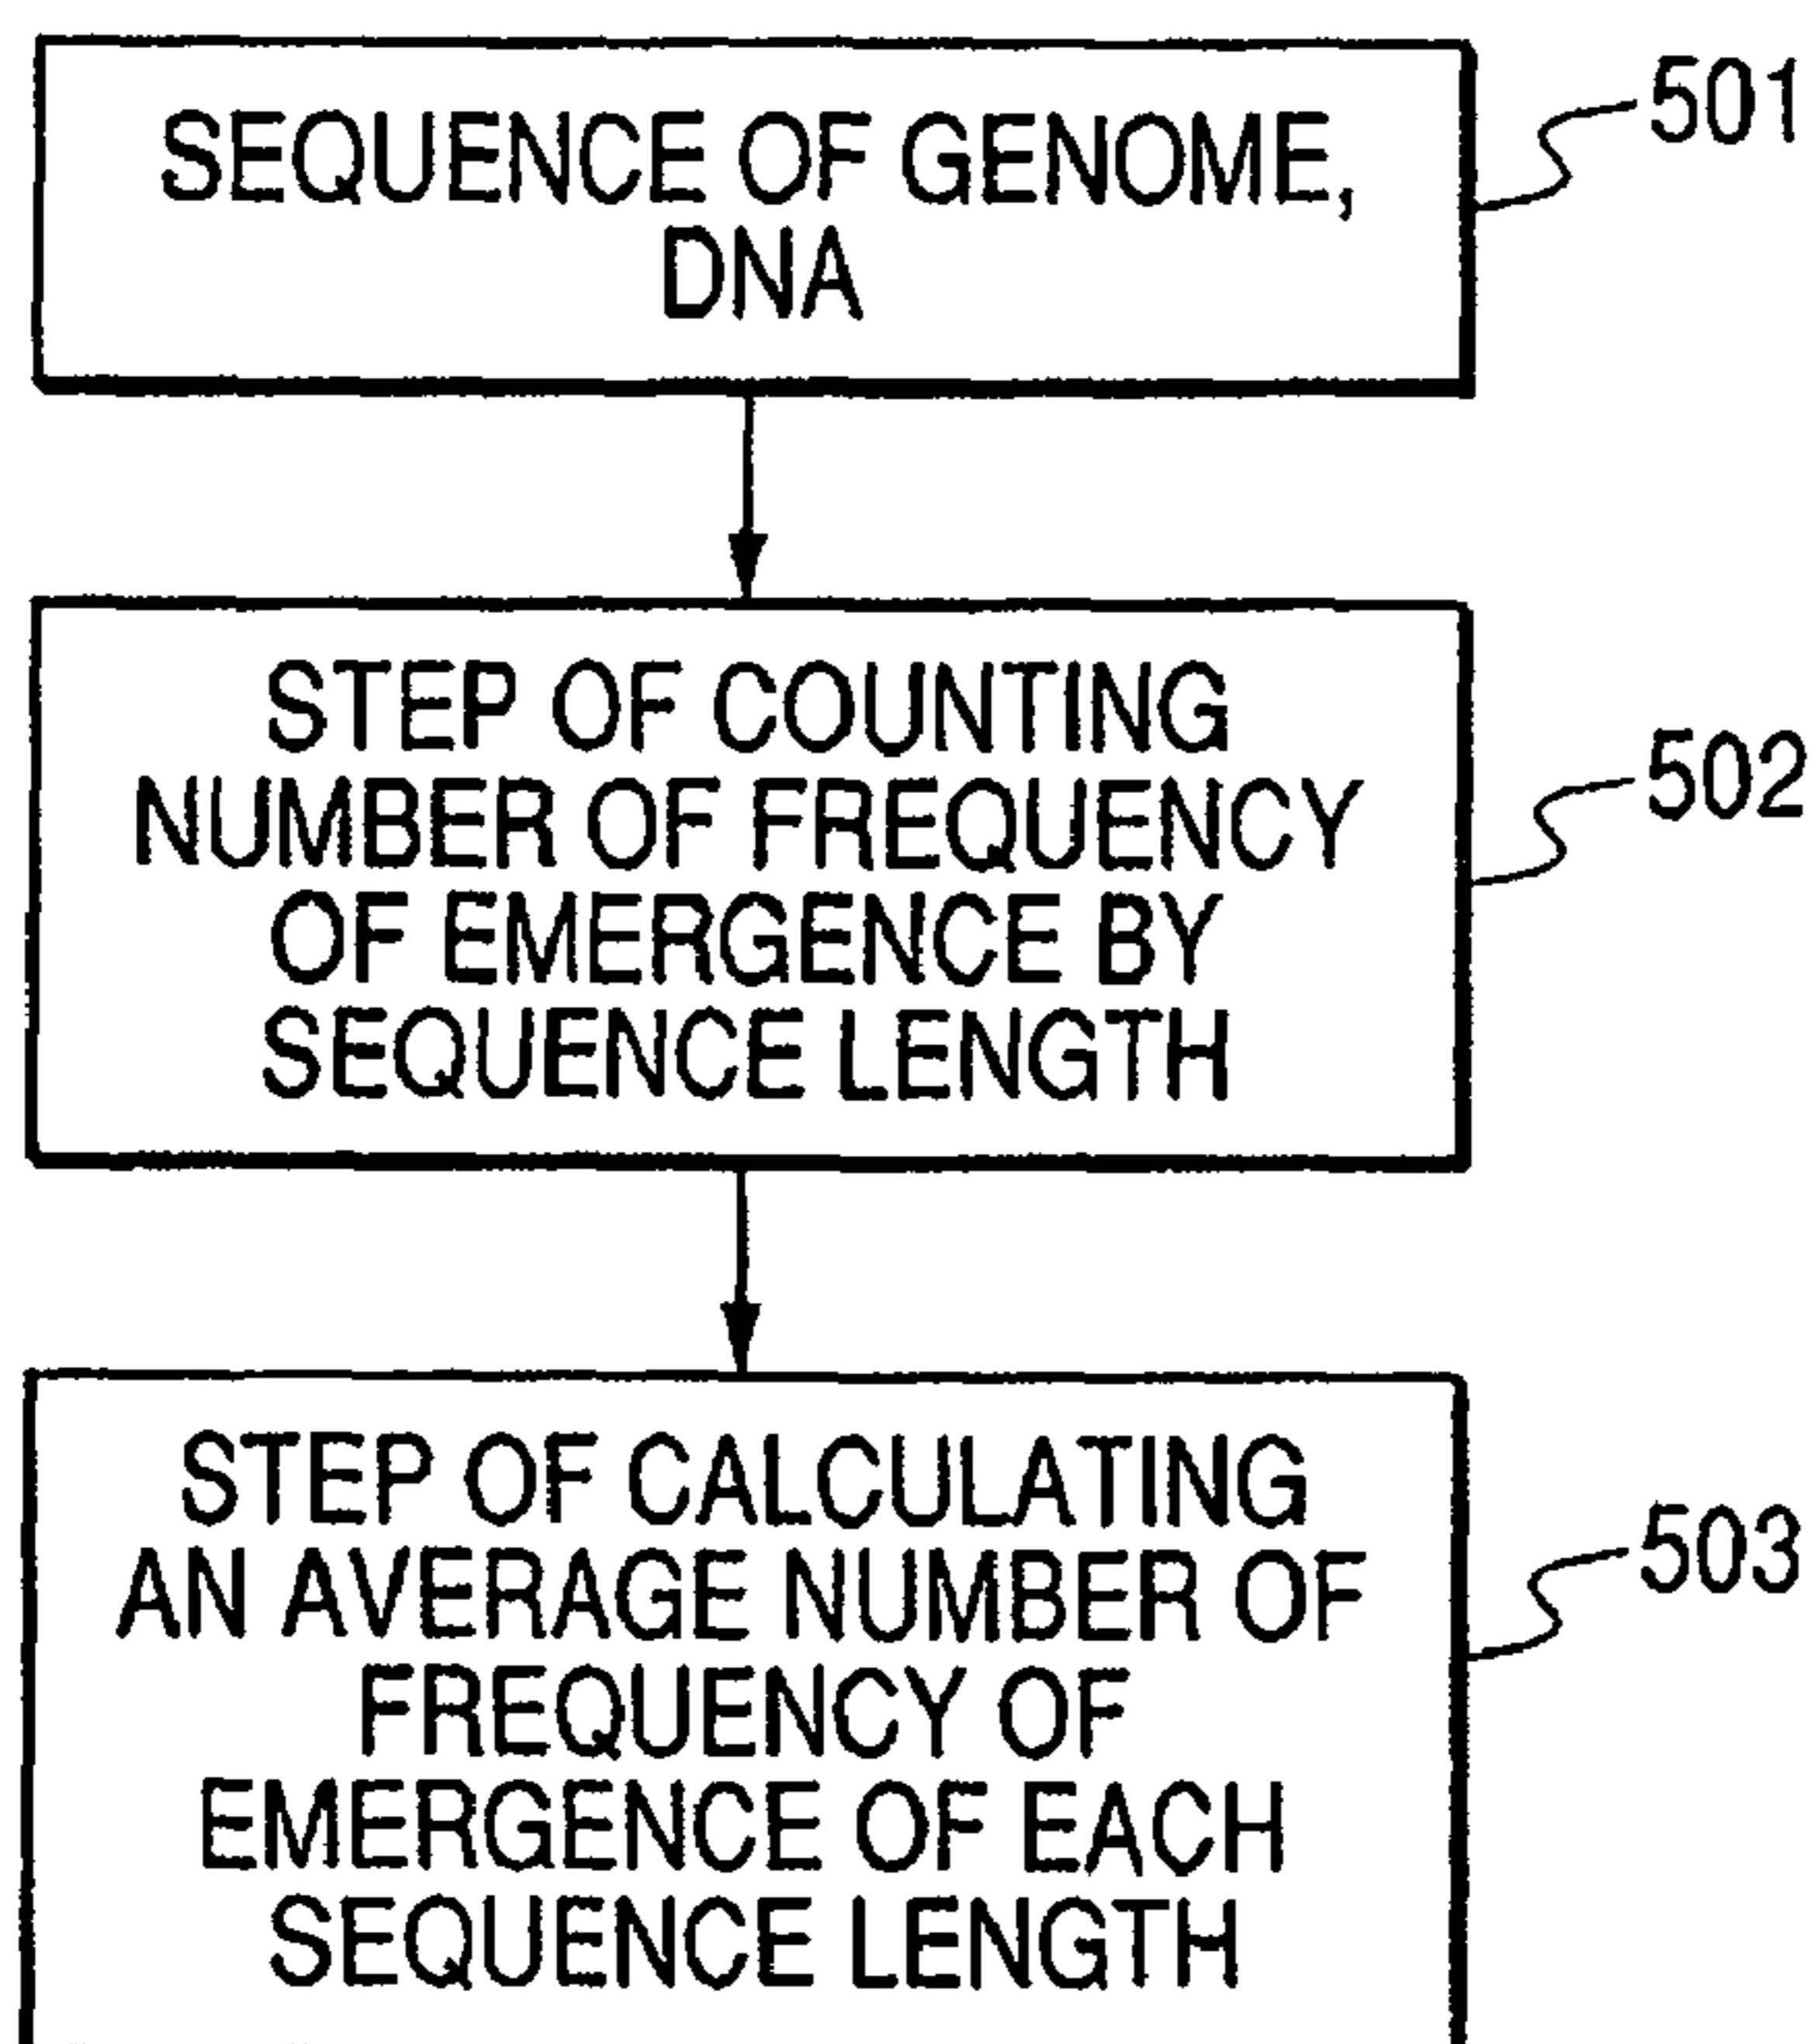 SEQUENCE OF GENOME,
DNA
501
STEP OF COUNTING
NUMBER OF FREQUENCY
OF EMERGENCE BY
SEQUENCE LENGTH
502
STEP OF CALCULATING
AN AVERAGE NUMBER OF
FREQUENCY OF
EMERGENCE OF EACH
SEQUENCE LENGTH
503